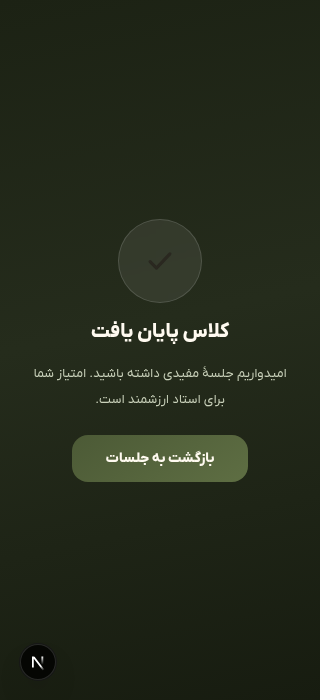 کلاس پایان یافت
امیدواریم جلسهٔ مفیدی داشته باشید. امتیاز شما
برای استاد ارزشمند است.
بازگشت به جلسات
N